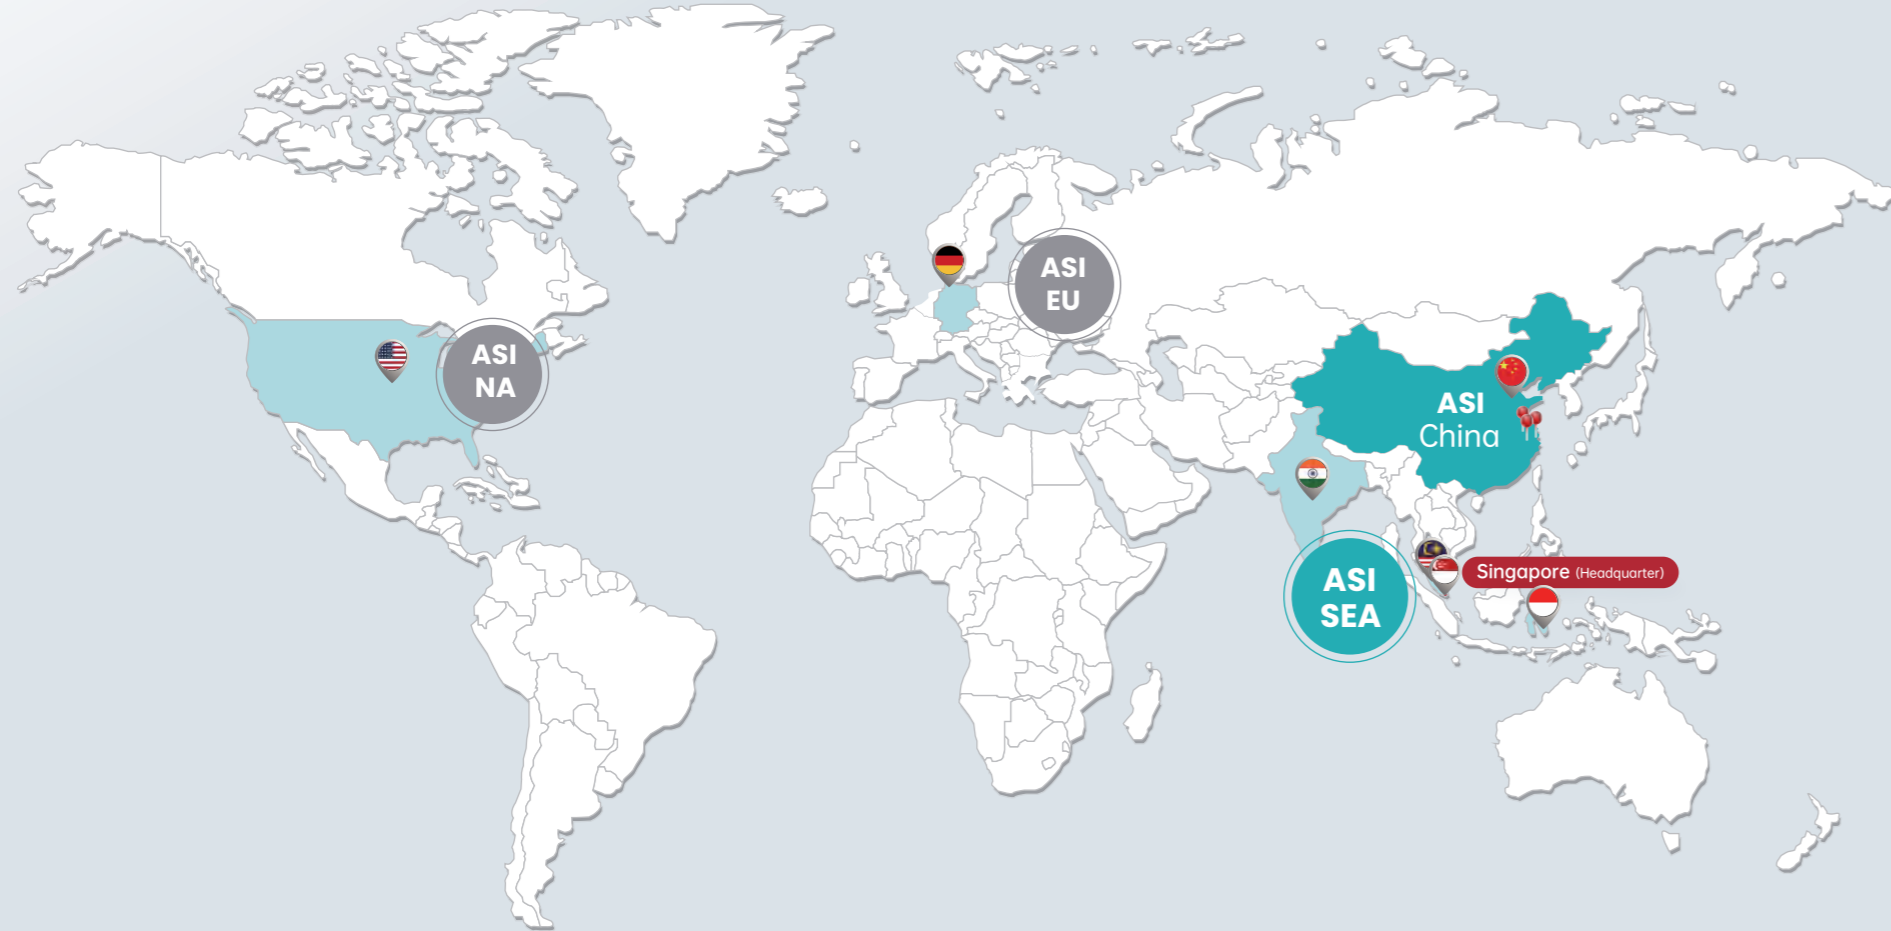 ASI
EU
ASI
NA
ASI
China
ASI
SEA
Singapore (Headquarter)